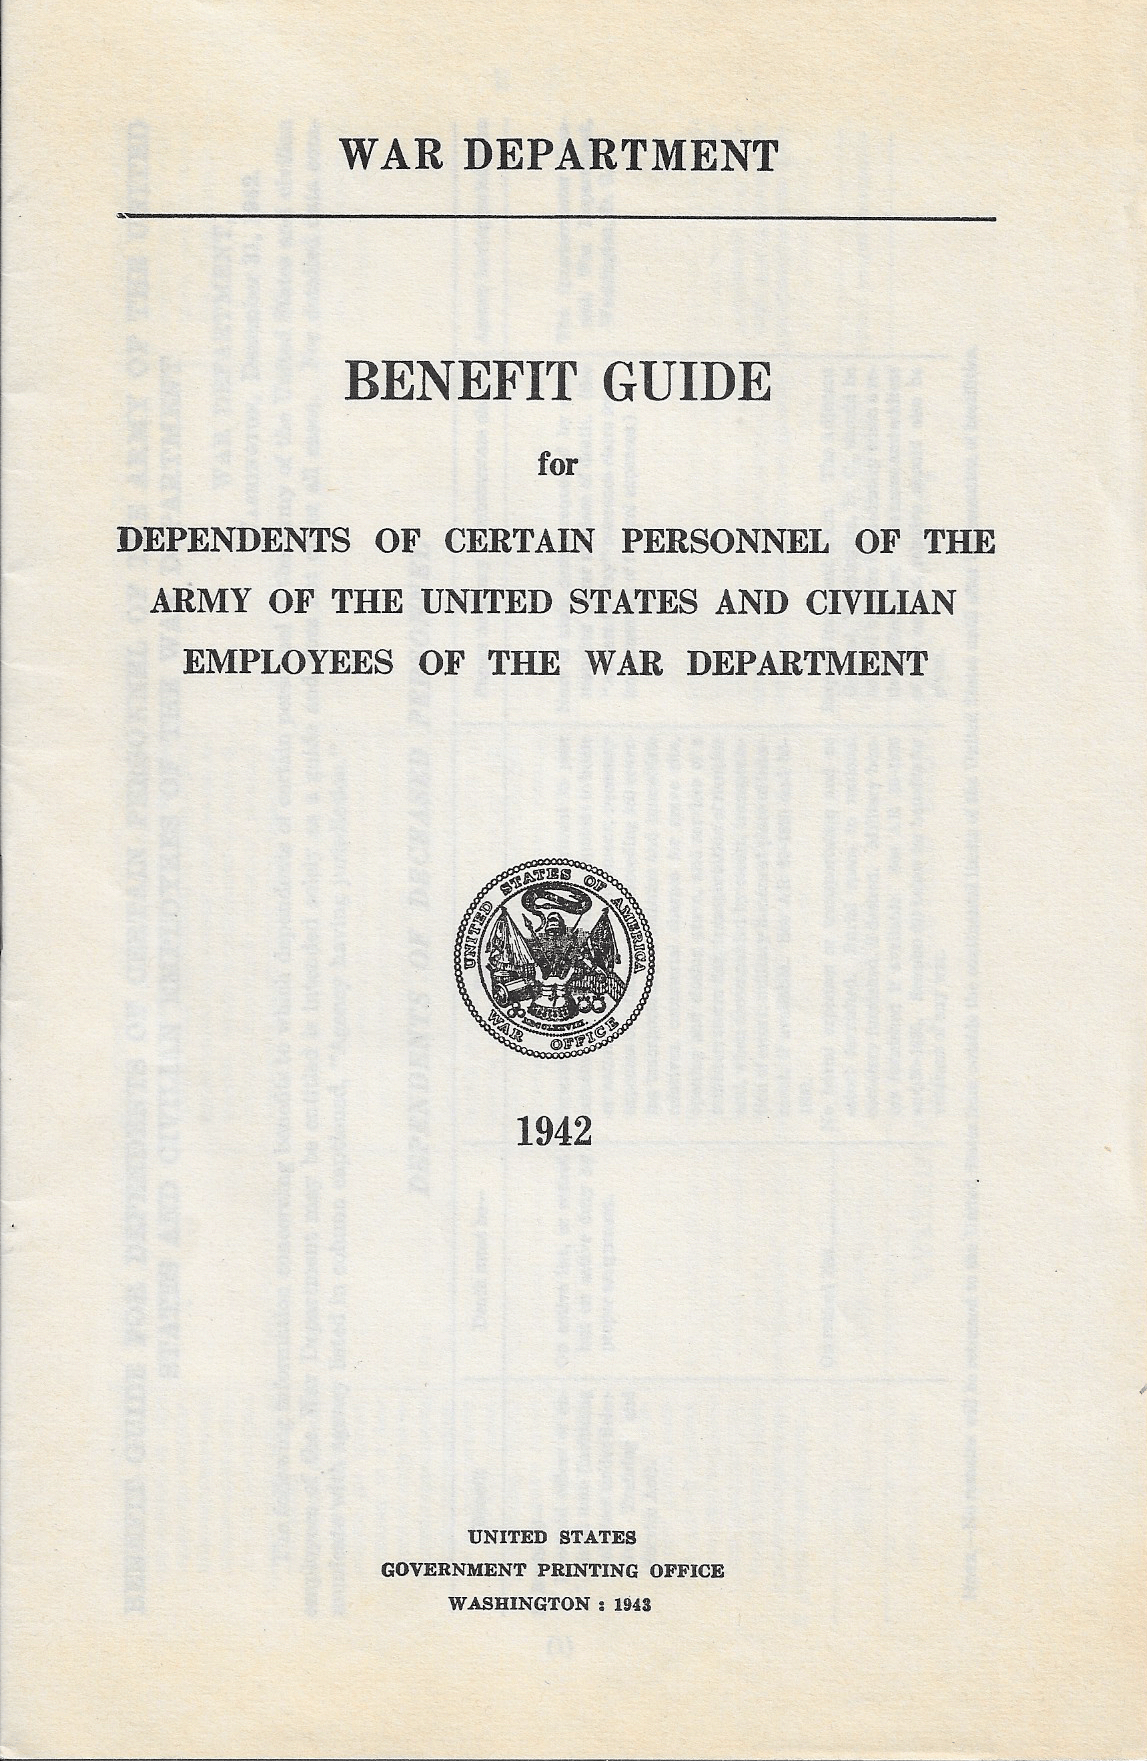 WAR DEPARTMENT
BENEFIT GUIDE
for
DEPENDENTS OF CERTAIN PERSONNEL OF THE
ARMY OF THE UNITED STATES AND CIVILIAN
EMPLOYEES OF THE WAR DEPARTMENT
UNITED STATES OF AMERICA
WAR OFFICE
1942
UNITED STATES
GOVERNMENT PRINTING OFFICE
WASHINGTON : 1943